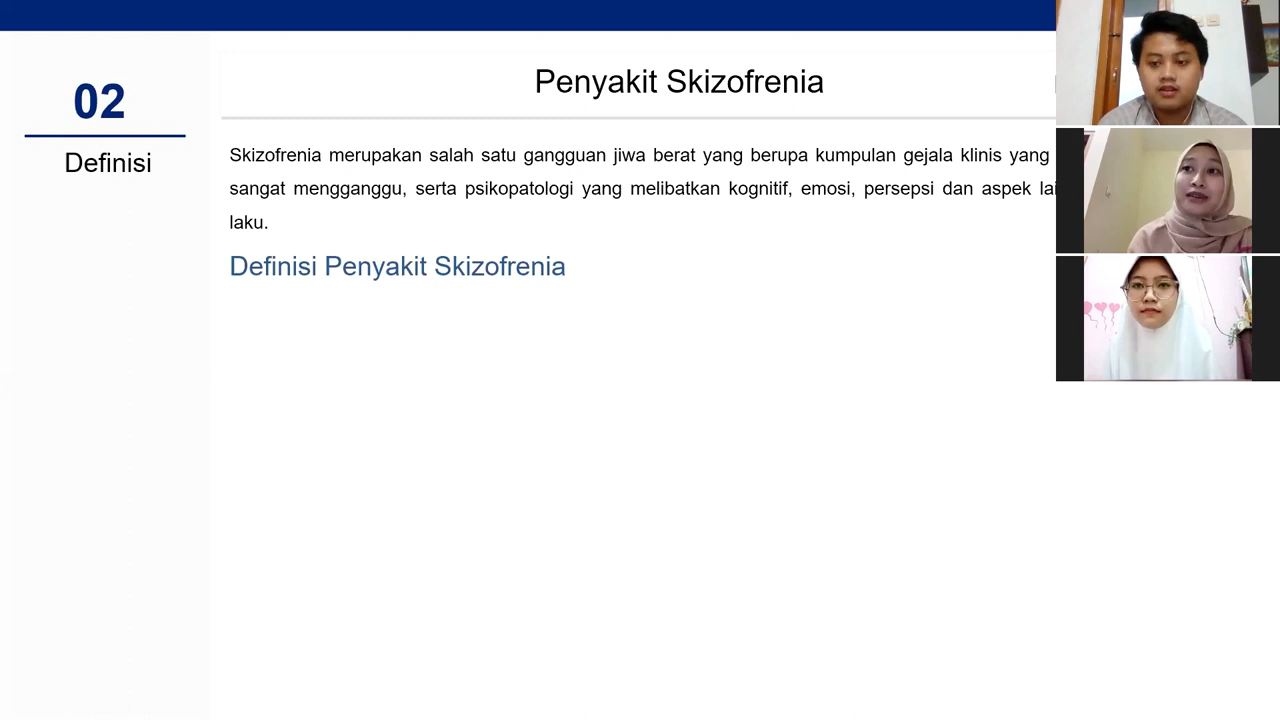 02
Definisi
Penyakit Skizofrenia
Skizofrenia merupakan salah satu gangguan jiwa berat yang berupa kumpulan gejala klinis yang
sangat mengganggu, serta psikopatologi yang melibatkan kognitif, emosi, persepsi dan aspek
laku.
Definisi Penyakit Skizofrenia